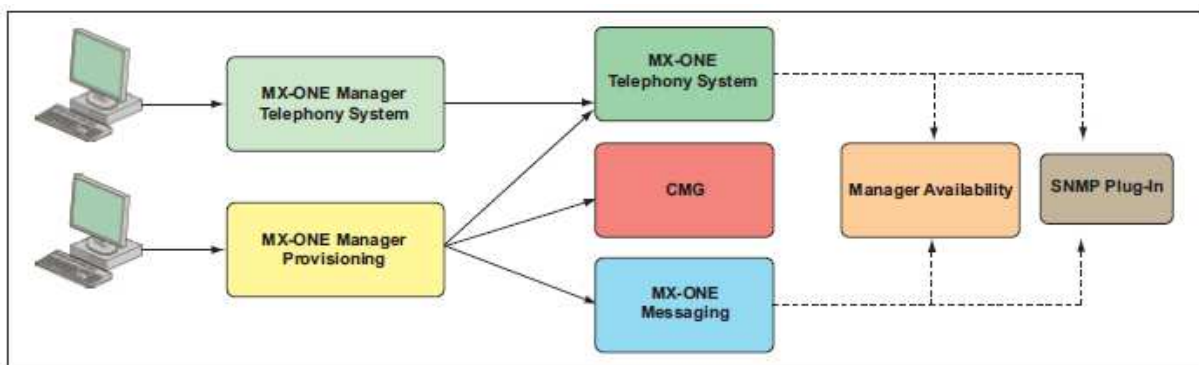 MX-ONE Manager
Telephony System
MX-ONE
Telephony System
CMG
Manager Availability
SNMP Plug-In
MX-ONE Manager
Provisioning
MX-ONE
Messaging